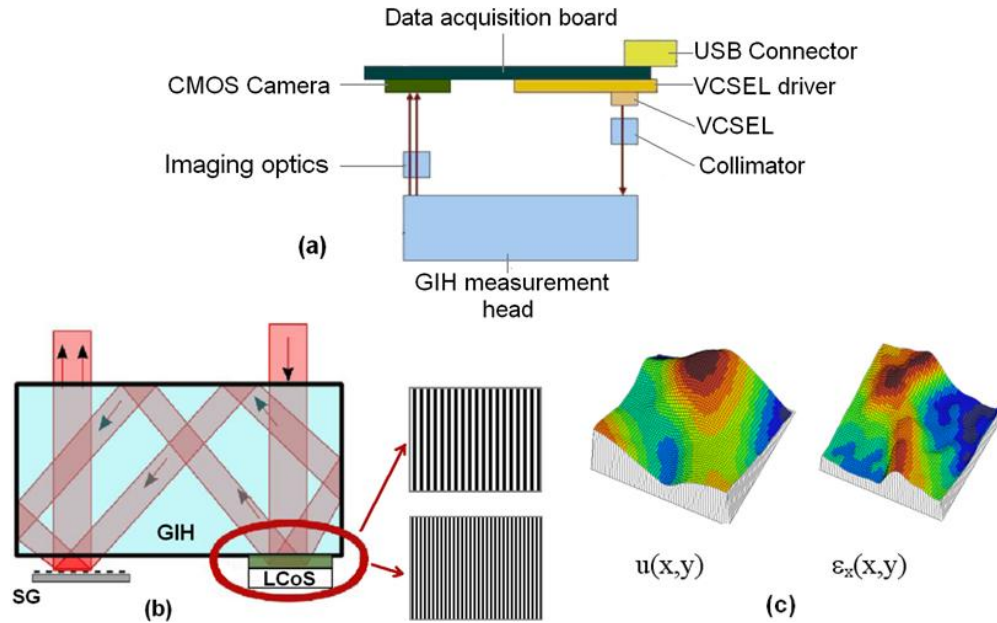 Data acquisition board
USB Connector
CMOS Camera
VCSEL driver
VCSEL
Imaging optics
Collimator
(a)
GIH measurement
head
GIH
LCoS
SG
(b)
u(x,y)
εx(x,y)
(c)